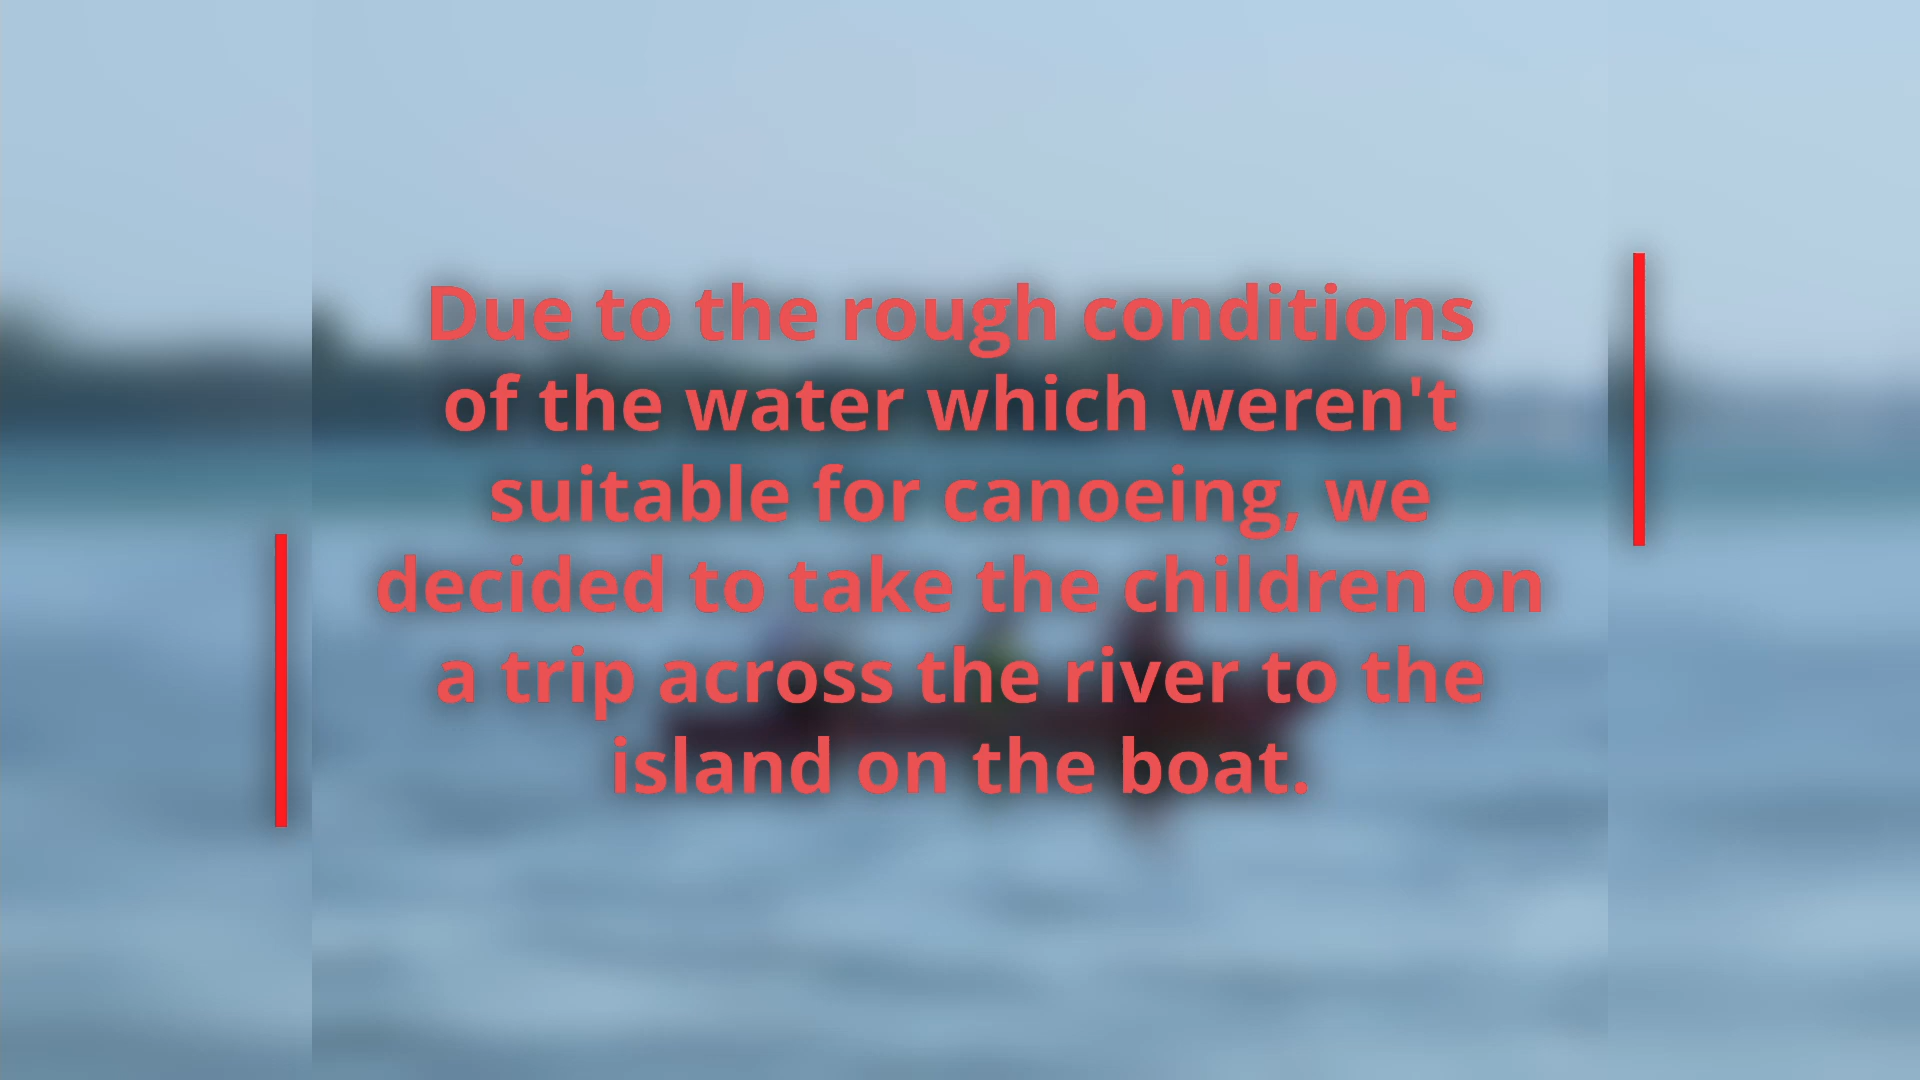 Due to the rough conditions
of the water which weren't
suitable for canoeing, we
decided to take the children on
a trip across the river to the
island on the boat.